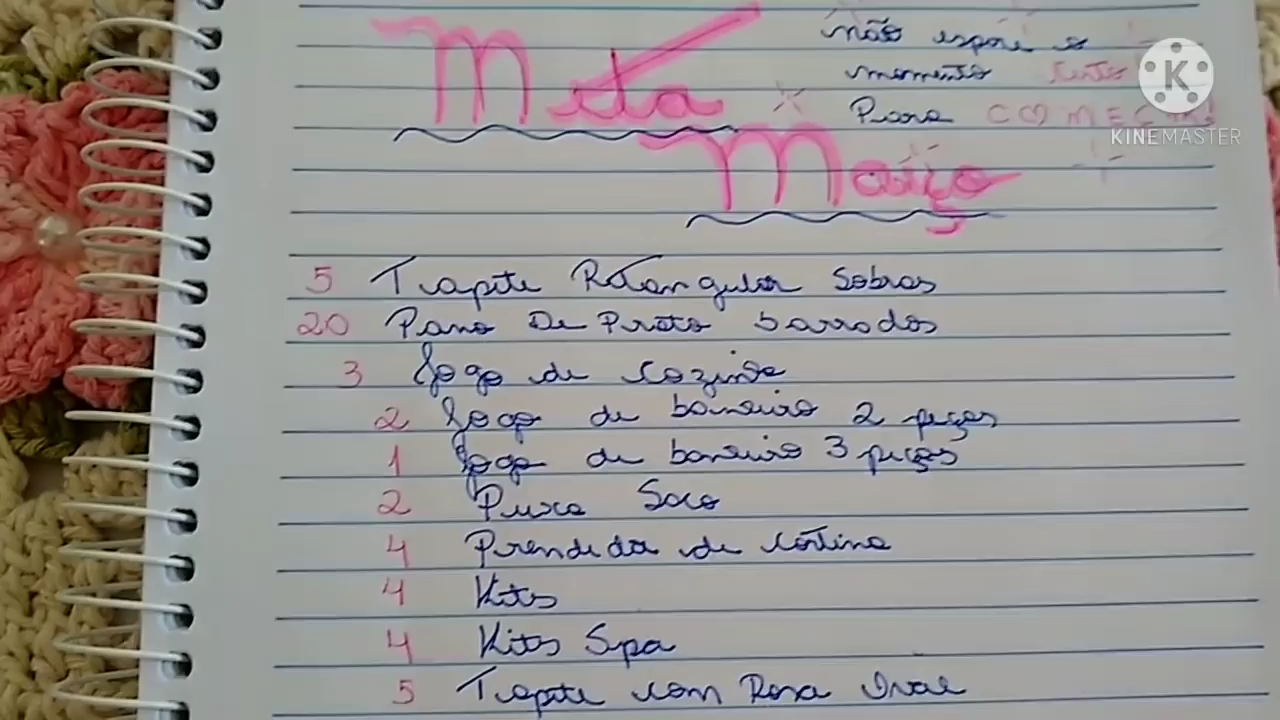 não espere o
momento certo
Para COMEÇAR!
Meta
Março
KINEMASTER
5 Tapete Retangular Sobras
20 Pano De Prato barrados
3 Jogo de Cozinha
2 Jogo de banheiro 2 peças
1 Jogo de banheiro 3 peças
2 Puxa Saco
4 Prendedor de Cortina
4 Kits
4 Kits Spa
5 Tapete com Rosa Oval